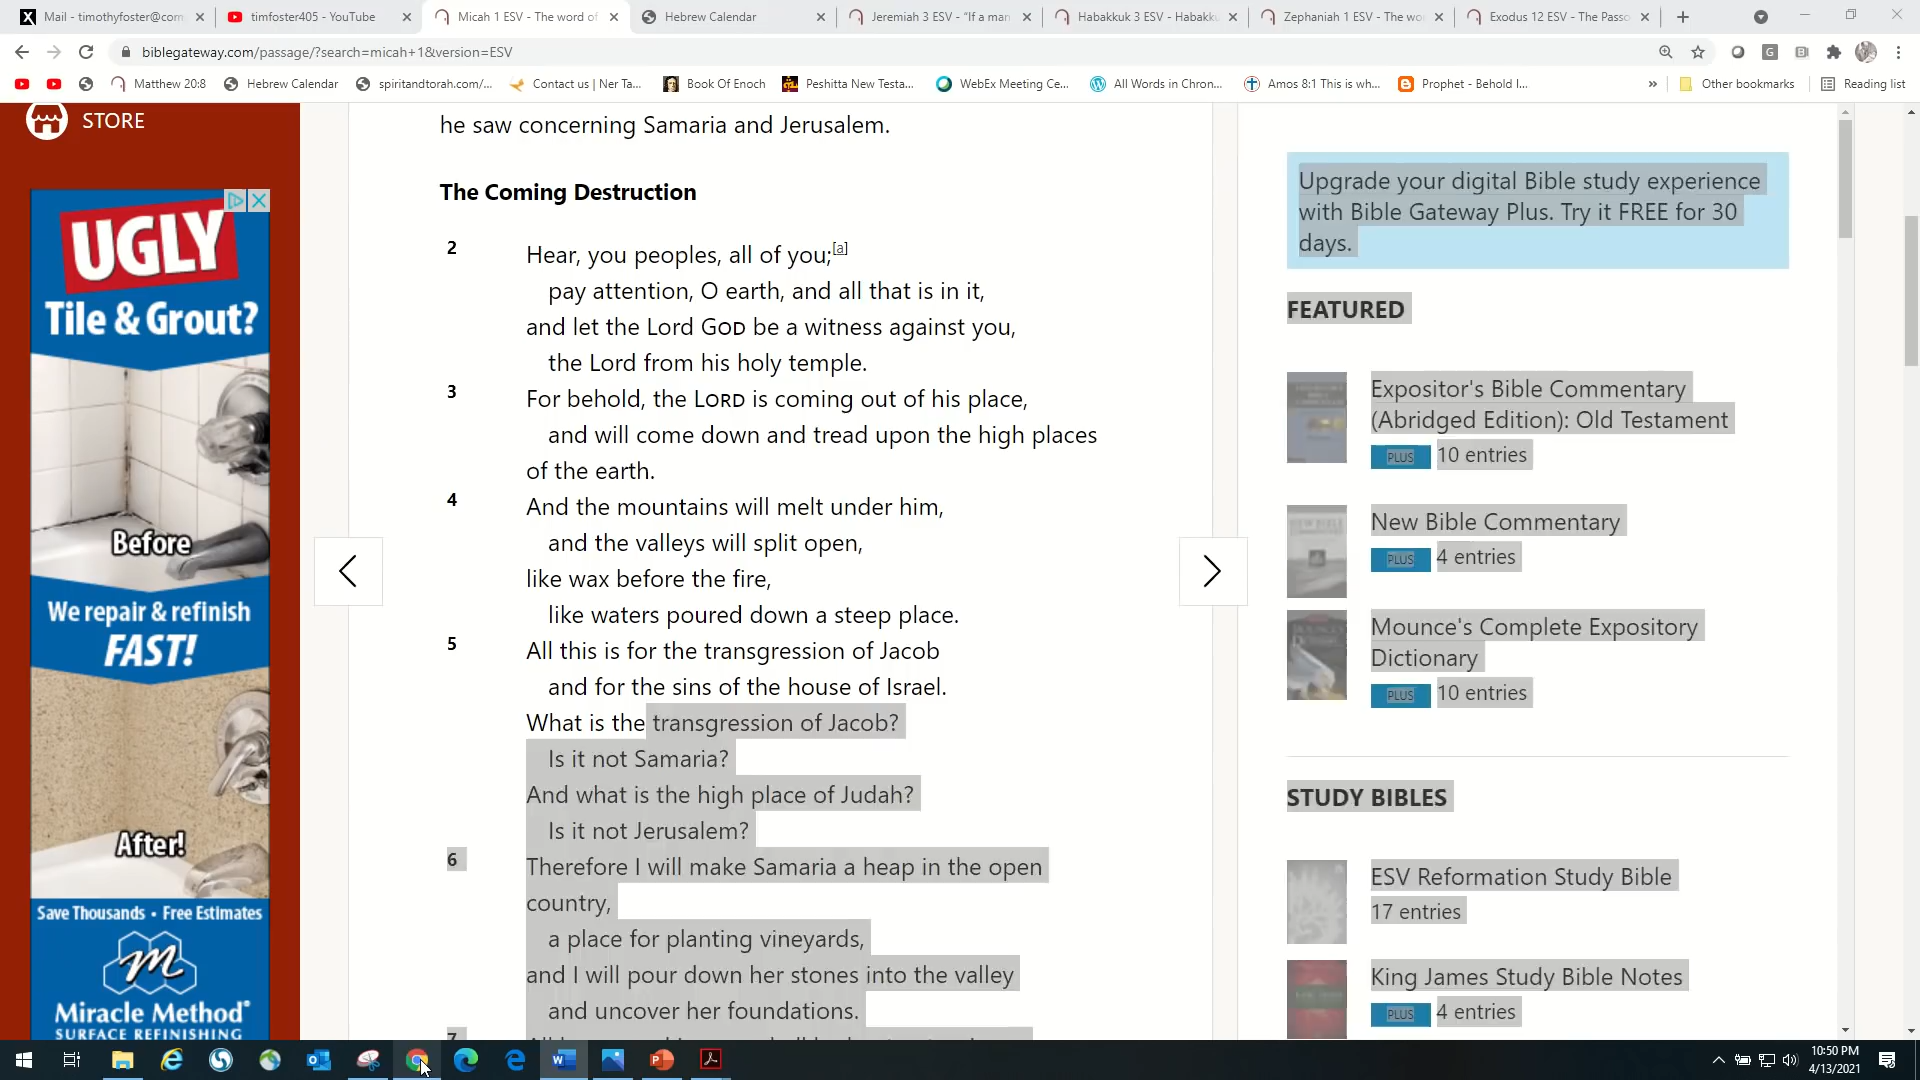 Mail - timothyfoster@com
timfoster405 - YouTube
Micah 1 ESV - The word of
Hebrew Calendar
Jeremiah 3 ESV - "If a man
Habakkuk 3 ESV - Habakku
Zephaniah 1 ESV - The wo
Exodus 12 ESV - The Passo
biblegateway.com/passage/?search=micah+1&version=ESV
Matthew 20:8
Hebrew Calendar
spiritandtorah.com/...
Contact us | Ner Ta...
Book Of Enoch
Peshitta New Testa...
WebEx Meeting Ce...
All Words in Chron...
Amos 8:1 This is wh...
Prophet - Behold I...
»
Other bookmarks
Reading list
STORE
UGLY
Tile & Grout?
Before
We repair & refinish
FAST!
After!
Save Thousands • Free Estimates
Miracle Method®
SURFACE REFINISHING
he saw concerning Samaria and Jerusalem.
The Coming Destruction
2 Hear, you peoples, all of you;[a]
pay attention, O earth, and all that is in it,
and let the Lord GOD be a witness against you,
the Lord from his holy temple.
3 For behold, the LORD is coming out of his place,
and will come down and tread upon the high places
of the earth.
4 And the mountains will melt under him,
and the valleys will split open,
like wax before the fire,
like waters poured down a steep place.
5 All this is for the transgression of Jacob
and for the sins of the house of Israel.
What is the transgression of Jacob?
Is it not Samaria?
And what is the high place of Judah?
Is it not Jerusalem?
6 Therefore I will make Samaria a heap in the open
country,
a place for planting vineyards,
and I will pour down her stones into the valley
and uncover her foundations.
7
Upgrade your digital Bible study experience
with Bible Gateway Plus. Try it FREE for 30
days.
FEATURED
Expositor's Bible Commentary
(Abridged Edition): Old Testament
PLUS 10 entries
New Bible Commentary
PLUS 4 entries
Mounce's Complete Expository
Dictionary
PLUS 10 entries
STUDY BIBLES
ESV Reformation Study Bible
17 entries
King James Study Bible Notes
PLUS 4 entries
10:50 PM
4/13/2021